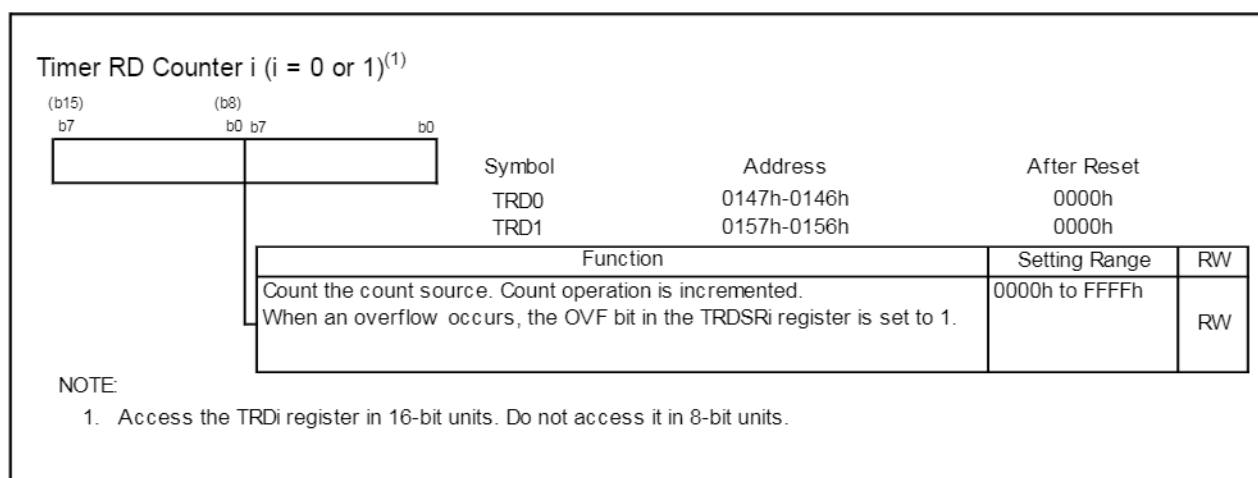 Timer RD Counter i (i = 0 or 1)(1)
(b15) (b8)
b7 b0 b7 b0
Symbol Address After Reset
TRD0 0147h-0146h 0000h
TRD1 0157h-0156h 0000h
Function Setting Range RW
Count the count source. Count operation is incremented. 0000h to FFFFh
When an overflow occurs, the OVF bit in the TRDSRi register is set to 1. RW
NOTE:
1. Access the TRDi register in 16-bit units. Do not access it in 8-bit units.